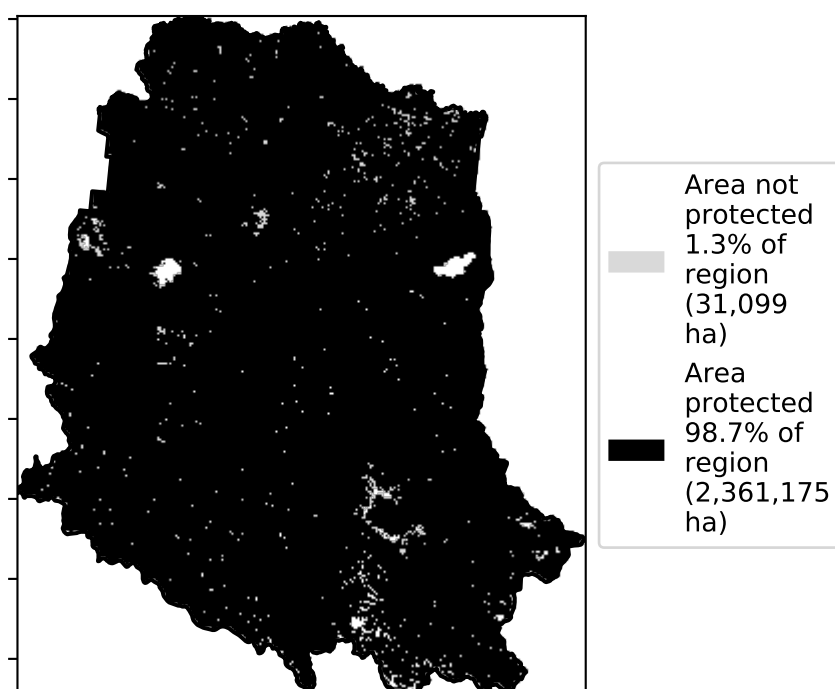 Area not
protected
1.3% of
region
(31,099
ha)
Area
protected
98.7% of
region
(2,361,175
ha)